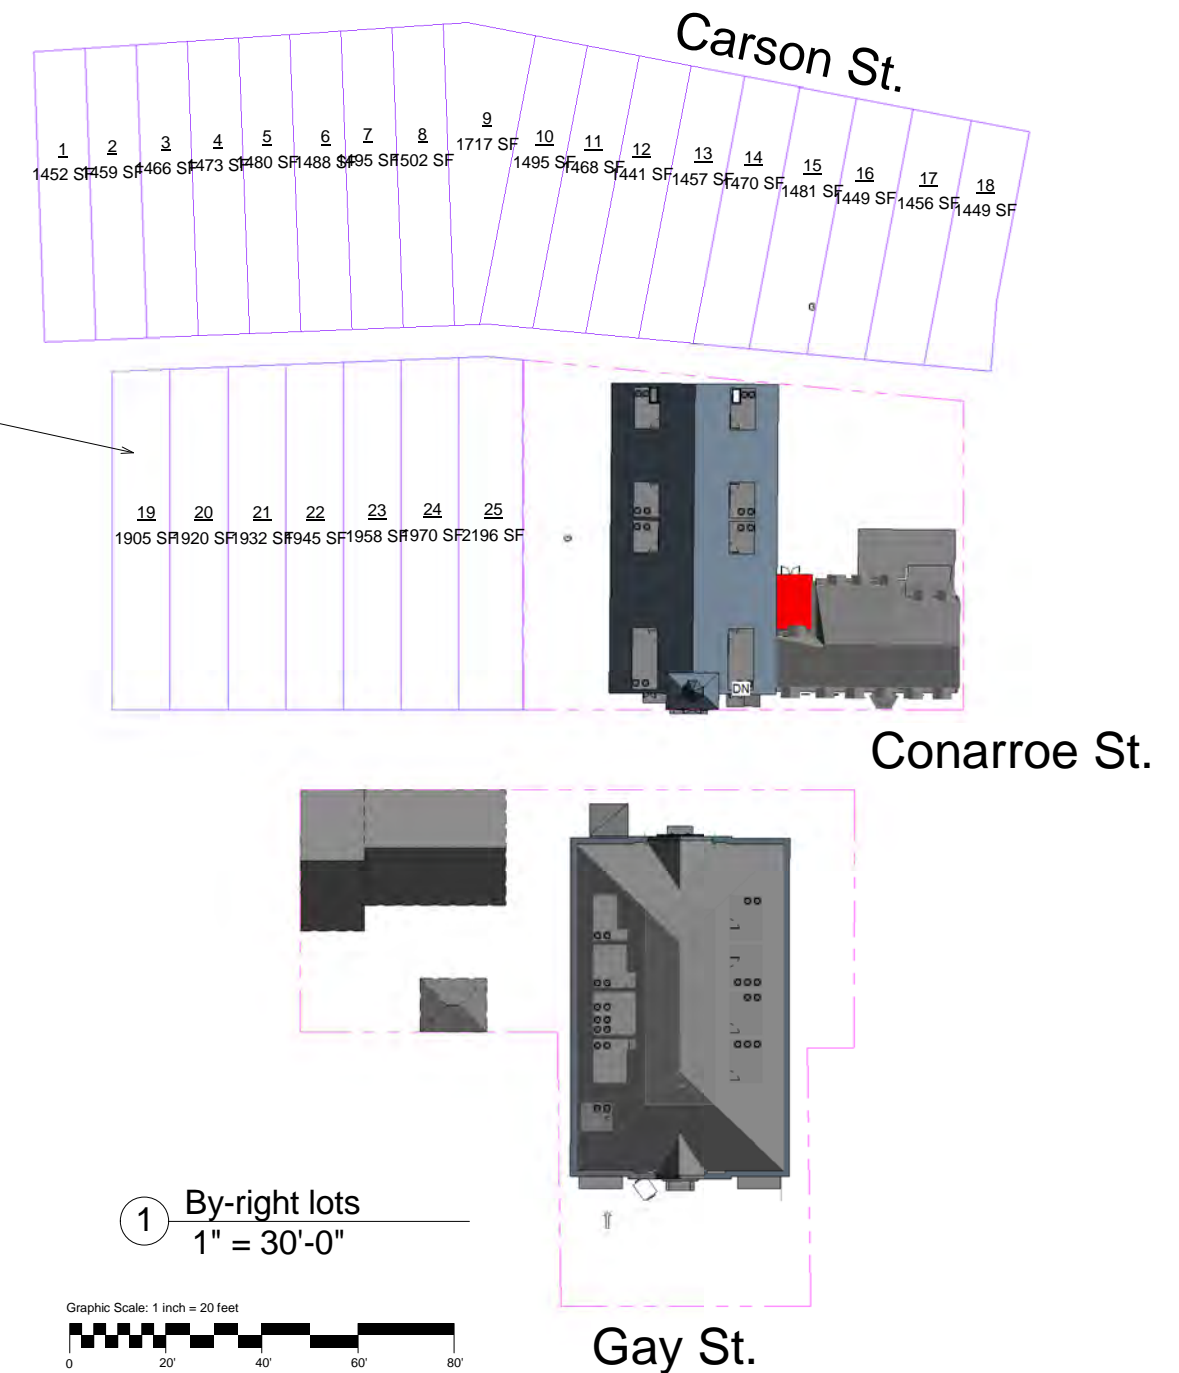 Carson St.
1
1452 SF
2
1459 SF
3
1466 SF
4
1473 SF
5
1480 SF
6
1488 SF
7
1495 SF
8
1502 SF
9
1717 SF
10
1495 SF
11
1468 SF
12
1441 SF
13
1457 SF
14
1470 SF
15
1481 SF
16
1449 SF
17
1456 SF
18
1449 SF
19
1905 SF
20
1920 SF
21
1932 SF
22
1945 SF
23
1958 SF
24
1970 SF
25
2196 SF
DN
Conarroe St.
1
By-right lots
1" = 30'-0"
Graphic Scale: 1 inch = 20 feet
0 20' 40' 60' 80'
Gay St.